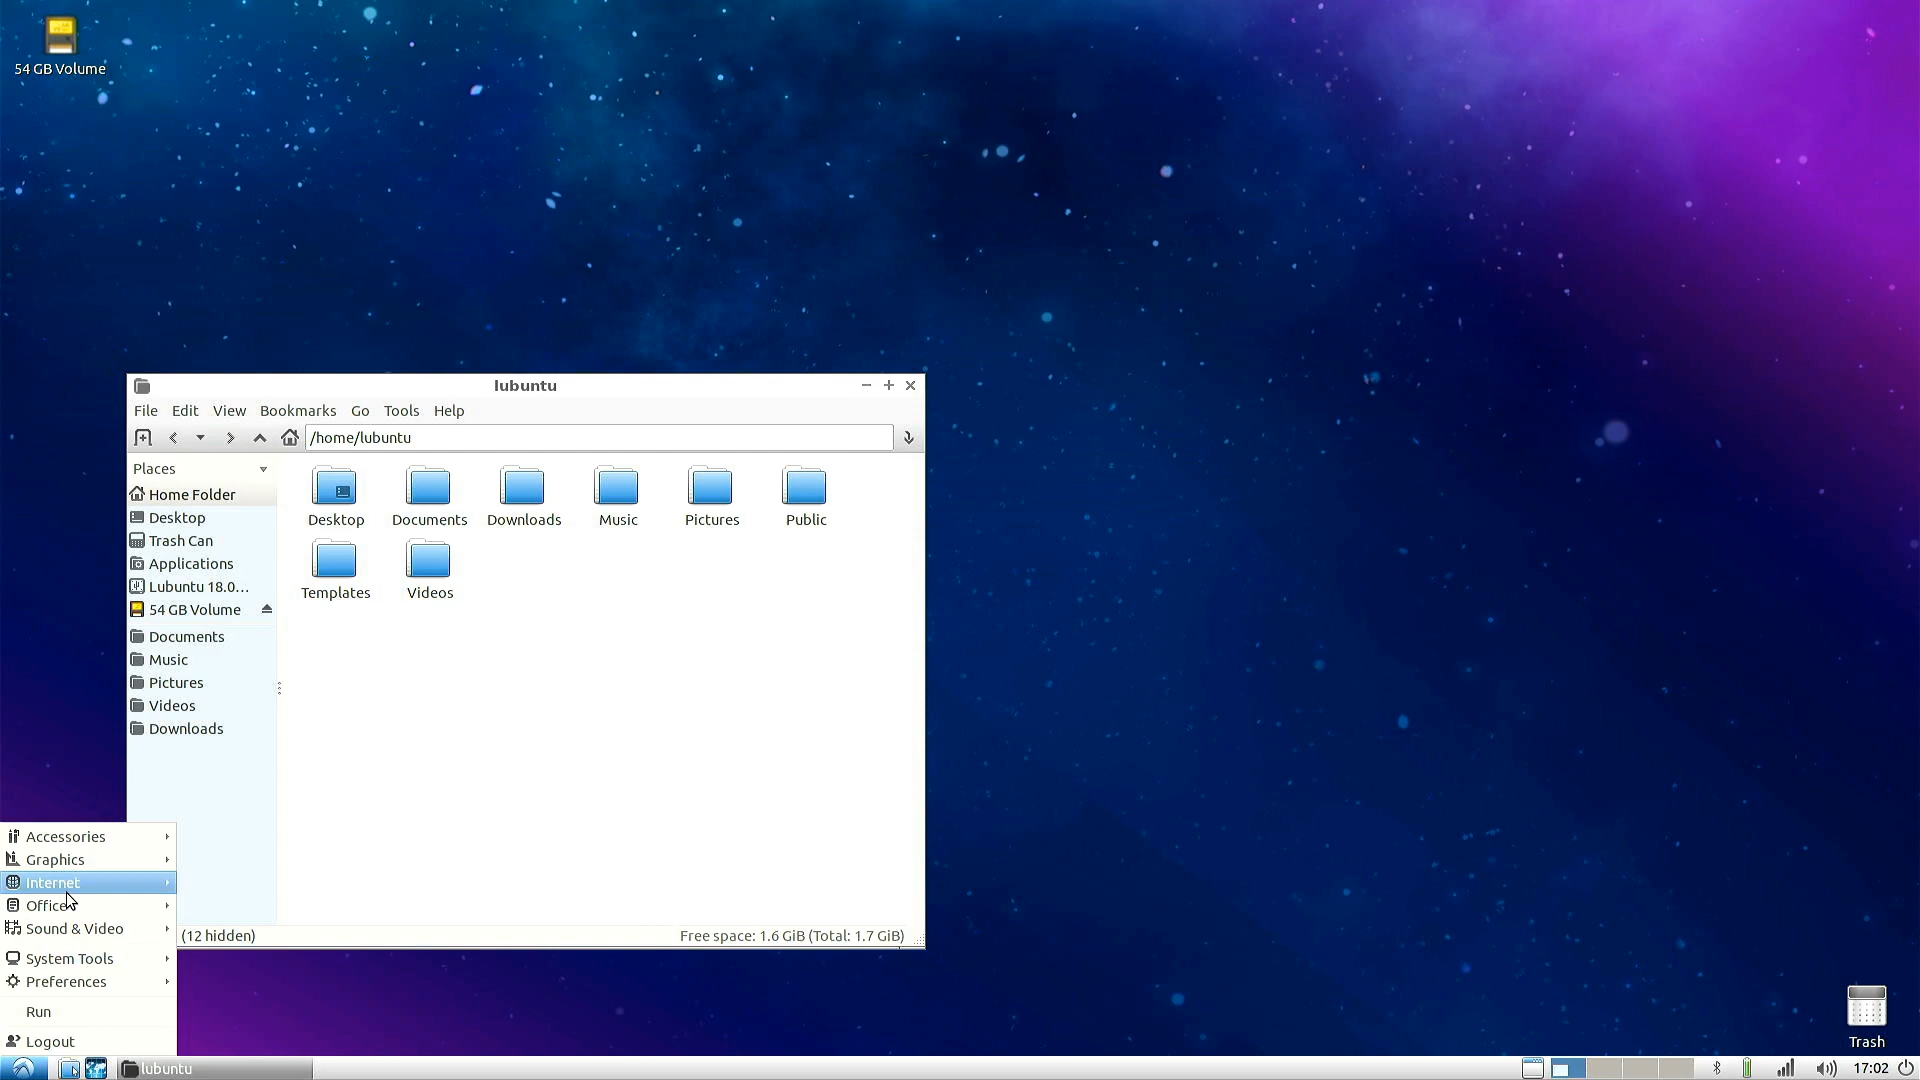 54 GB Volume
lubuntu
File Edit View Bookmarks Go Tools Help
/home/lubuntu
Places
Home Folder
Desktop
Trash Can
Applications
Lubuntu 18.0...
54 GB Volume
Documents
Music
Pictures
Videos
Downloads
Desktop Documents Downloads Music Pictures Public
Templates Videos
(12 hidden) Free space: 1.6 GiB (Total: 1.7 GiB)
Accessories
Graphics
Internet
Office
Sound & Video
System Tools
Preferences
Run
Logout
Trash
lubuntu
17:02